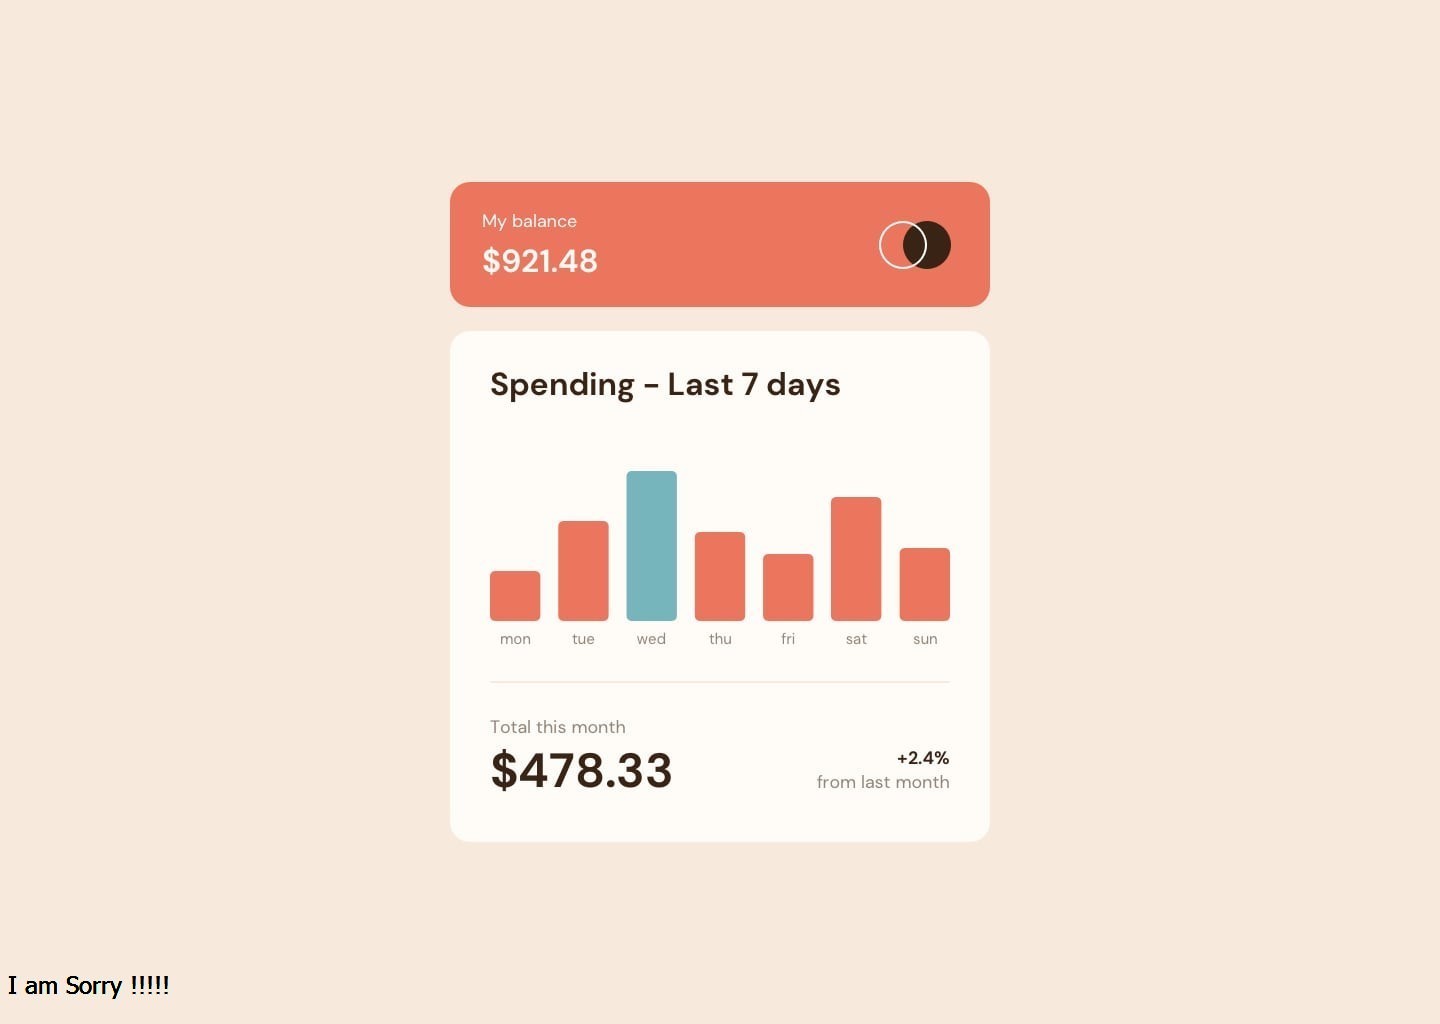 My balance
$921.48
Spending – Last 7 days
mon tue wed thu fri sat sun
Total this month
$478.33
+2.4%
from last month
I am Sorry !!!!!